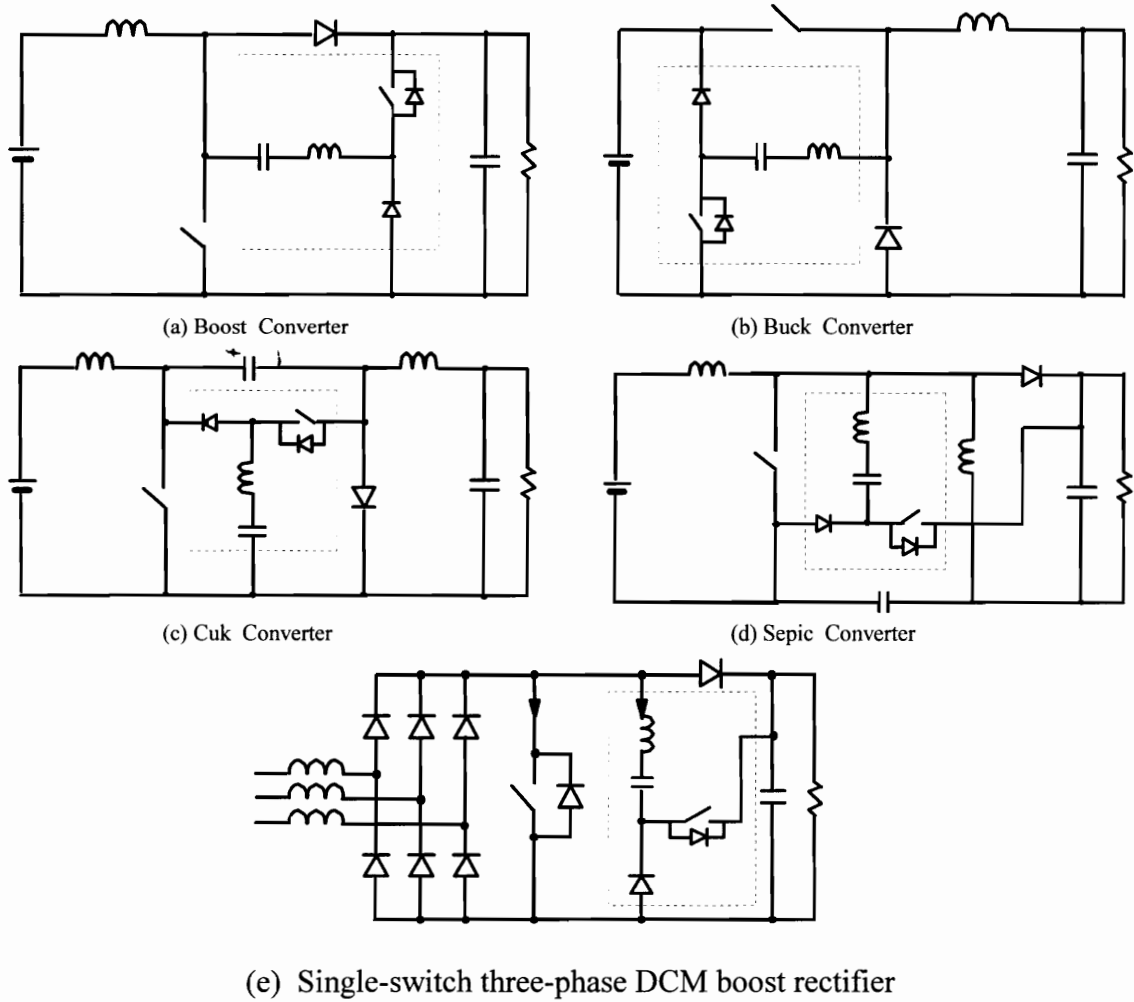 (a) Boost Converter
(b) Buck Converter
(c) Cuk Converter
(d) Sepic Converter
(e) Single-switch three-phase DCM boost rectifier